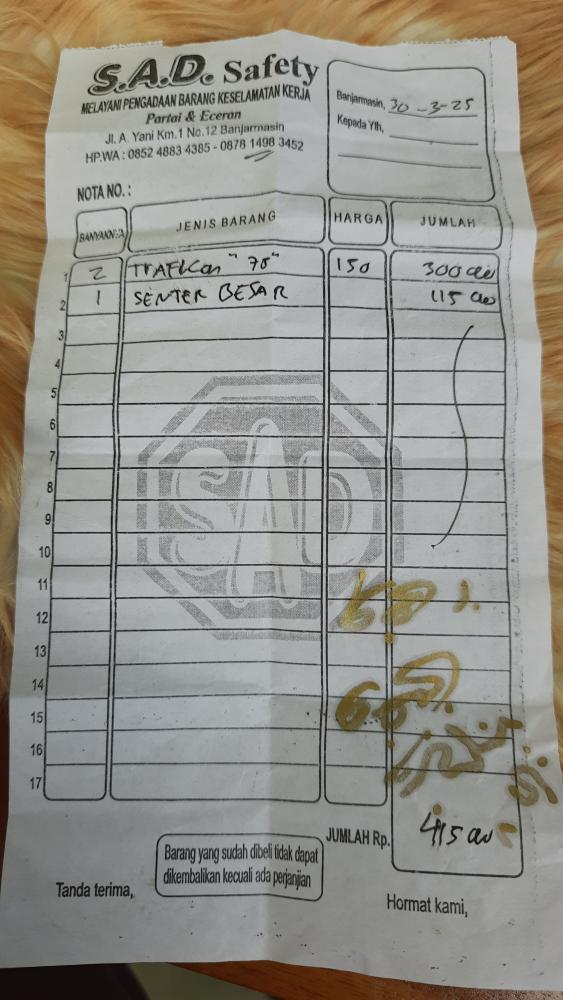 S.A.D. Safety
MELAYANI PENGADAAN BARANG KESELAMATAN KERJA
Partai & Eceran
Jl. A. Yani Km.1 No.12 Banjarmasin
HP.WA : 0852 4883 4385 - 0878 1498 3452
Banjarmasin, 30-3-25
Kepada Yth,
NOTA NO. :
BANYAKNYA JENIS BARANG HARGA JUMLAH
1 2 TRAFKON "70" 150 300 000
2 1 SENTER BESAR 115 000
3
4
5
6
7
8
9
10
11
12
13
14
15
16
17
SAD
JUMLAH Rp. 415 000
Barang yang sudah dibeli tidak dapat
dikembalikan kecuali ada perjanjian
Tanda terima,
Hormat kami,